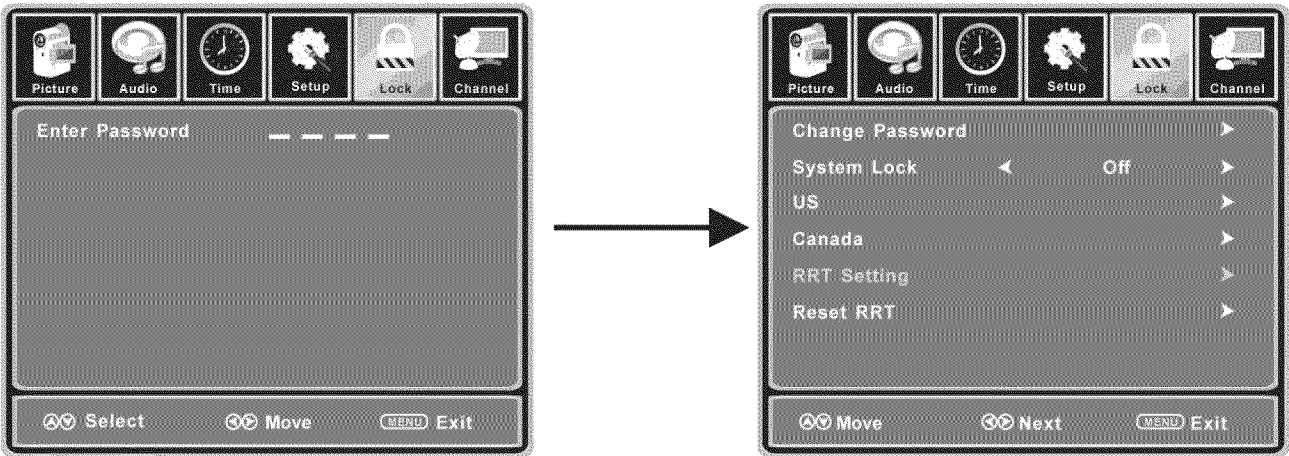 Picture Audio Time Setup Lock Channel
Enter Password _ _ _ _
Select Move MENU Exit
Picture Audio Time Setup Lock Channel
Change Password
System Lock Off
US
Canada
RRT Setting
Reset RRT
Move Next MENU Exit